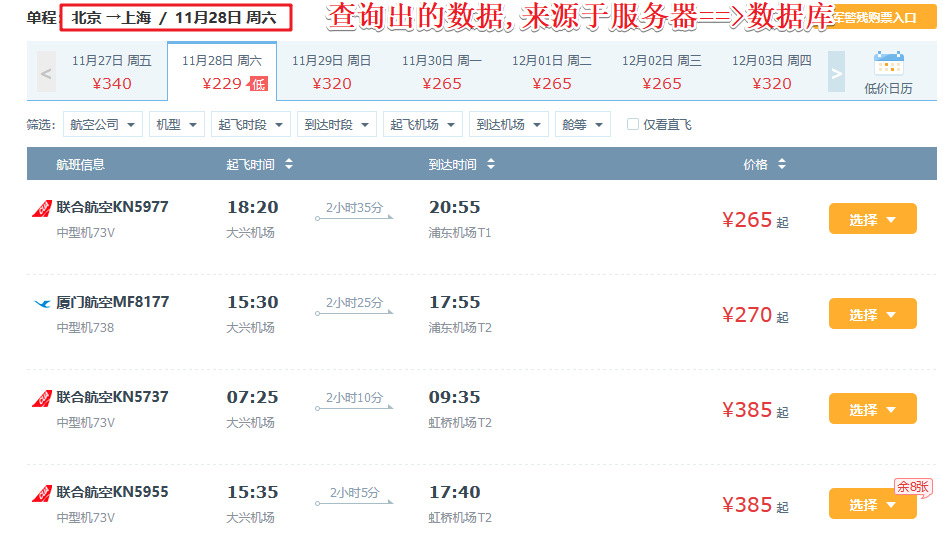 单程: 北京 →上海 / 11月28日 周六
查询出的数据, 来源于服务器==>数据库
军警残购票入口
< 11月27日 周五 11月28日 周六 11月29日 周日 11月30日 周一 12月01日 周二 12月02日 周三 12月03日 周四 >
¥340 ¥229 低 ¥320 ¥265 ¥265 ¥265 ¥320 低价日历
筛选: 航空公司 机型 起飞时段 到达时段 起飞机场 到达机场 舱等 仅看直飞
航班信息 起飞时间 到达时间 价格
联合航空KN5977 18:20 2小时35分 20:55 ¥265 起 选择
中型机73V 大兴机场 浦东机场T1
厦门航空MF8177 15:30 2小时25分 17:55 ¥270 起 选择
中型机738 大兴机场 浦东机场T2
联合航空KN5737 07:25 2小时10分 09:35 ¥385 起 选择
中型机73V 大兴机场 虹桥机场T2
余8张
联合航空KN5955 15:35 2小时5分 17:40 ¥385 起 选择
中型机73V 大兴机场 虹桥机场T2